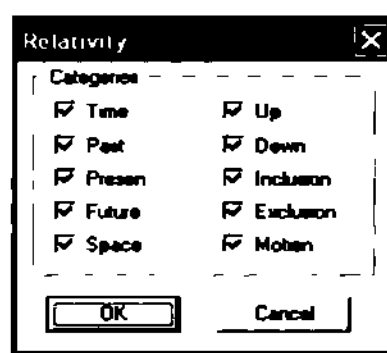 Relativity
Categories
Time
Up
Past
Down
Presen
Inclusion
Future
Exclusion
Space
Motion
OK
Cancel